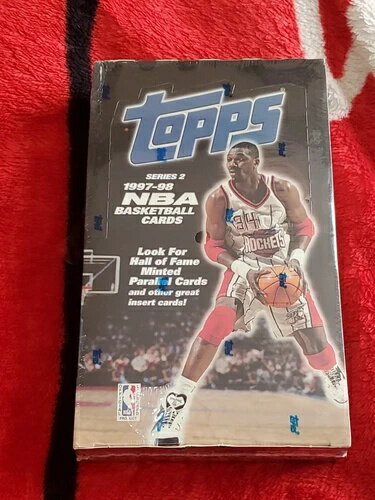 TOPPS
SERIES 2
1997-98
NBA
BASKETBALL
CARDS
Look For
Hall of Fame
Minted
Parallel Cards
and other great
insert cards!
34
ROCKETS